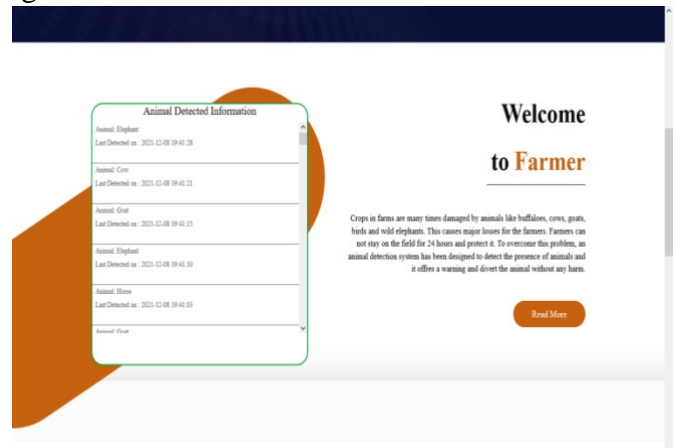 Animal Detected Information
Animal: Elephant
Last Detected on : 2021-12-08 19:41:28
Animal: Cow
Last Detected on : 2021-12-08 19:41:21
Animal: Goat
Last Detected on : 2021-12-08 19:41:15
Animal: Elephant
Last Detected on : 2021-12-08 19:41:10
Animal: Horse
Last Detected on : 2021-12-08 19:41:05
Animal: Goat
Welcome
to Farmer
Crops in farms are many times damaged by animals like buffaloes, cows, goats,
birds and wild elephants. This causes major losses for the farmers. Farmers can
not stay on the field for 24 hours and protect it. To overcome this problem, an
animal detection system has been designed to detect the presence of animals and
it offres a warning and divert the animal without any harm.
Read More